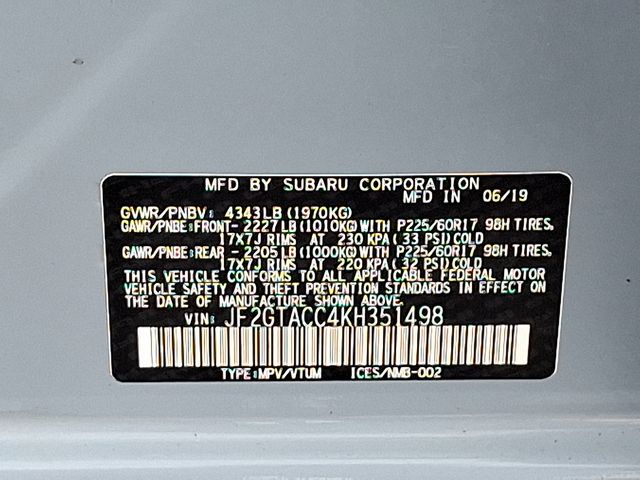 MFD BY SUBARU CORPORATION
MFD IN 06/19
GVWR/PNBV: 4343LB (1970KG)
GAWR/PNBE:FRONT-2227LB(1010KG)WITH P225/60R17 98H TIRES,
17X7J RIMS AT 230 KPA (33 PSI)COLD
GAWR/PNBE:REAR -2205LB(1000KG)WITH P225/60R17 98H TIRES,
17X7J RIMS AT 220 KPA (32 PSI)COLD
THIS VEHICLE CONFORMS TO ALL APPLICABLE FEDERAL MOTOR
VEHICLE SAFETY AND THEFT PREVENTION STANDARDS IN EFFECT
ON THE DATE OF MANUFACTURE SHOWN ABOVE.
VIN: JF2GTACC4KH351498
TYPE:MPV/VTUM ICES/NMB-002